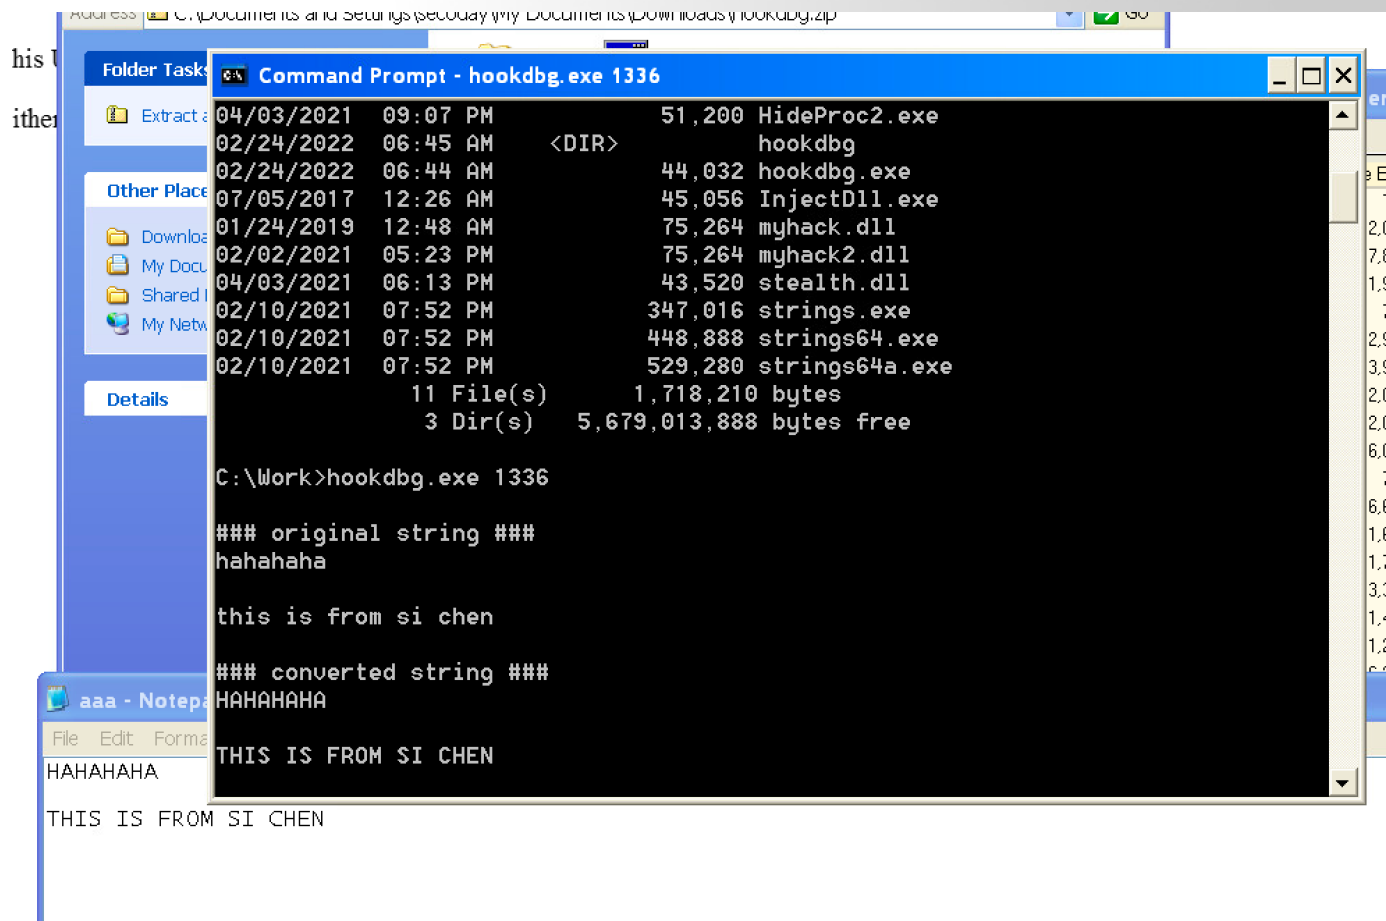 Address C:\Documents and Settings\secoday\My Documents\Downloads\hookdbg.zip Go
his
Folder Tasks
Extract
Other Place
Downloa
My Docu
Shared
My Netw
Details
Command Prompt - hookdbg.exe 1336
04/03/2021 09:07 PM 51,200 HideProc2.exe
02/24/2022 06:45 AM <DIR> hookdbg
02/24/2022 06:44 AM 44,032 hookdbg.exe
07/05/2017 12:26 AM 45,056 InjectDll.exe
01/24/2019 12:48 AM 75,264 myhack.dll
02/02/2021 05:23 PM 75,264 myhack2.dll
04/03/2021 06:13 PM 43,520 stealth.dll
02/10/2021 07:52 PM 347,016 strings.exe
02/10/2021 07:52 PM 448,888 strings64.exe
02/10/2021 07:52 PM 529,280 strings64a.exe
11 File(s) 1,718,210 bytes
3 Dir(s) 5,679,013,888 bytes free
C:\Work>hookdbg.exe 1336
### original string ###
hahahaha
this is from si chen
### converted string ###
HAHAHAHA
THIS IS FROM SI CHEN
aaa - Notepa
File Edit Forma
HAHAHAHA
THIS IS FROM SI CHEN